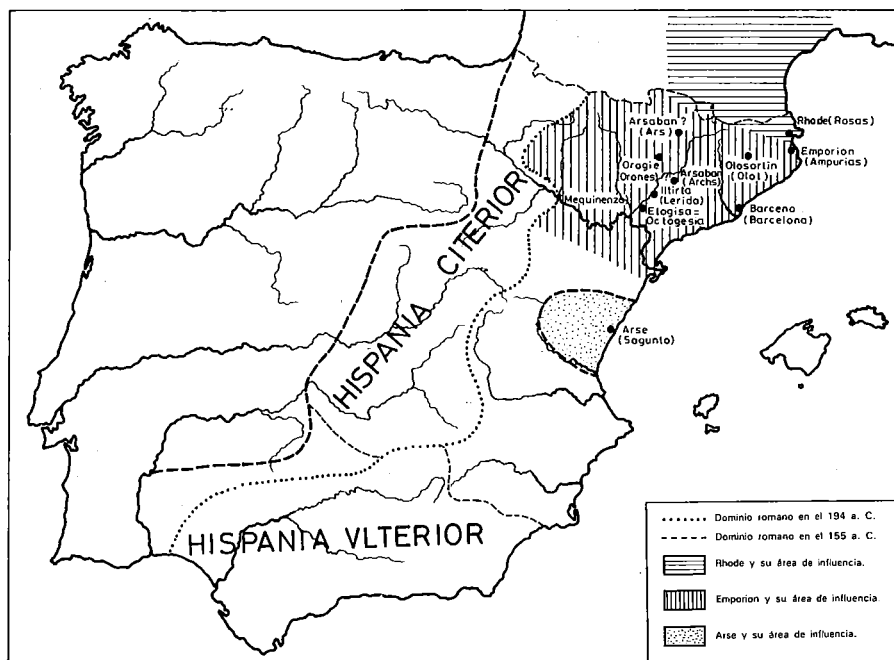 Rhode (Rosas)
Emporion
(Ampurias)
Arsaban ?
(Ars)
Oragie
(Orones)
?
Arsaban
(Archs)
Olosortin
(Olot)
Iltirta
(Lerida)
(Mequinenza)
Elogisa =
Octogesia
Barceno
(Barcelona)
HISPANIA CITERIOR
Arse
(Sagunto)
HISPANIA VLTERIOR
Dominio romano en el 194 a. C.
Dominio romano en el 155 a. C.
Rhode y su área de influencia.
Emporion y su área de influencia
Arse y su área de influencia.